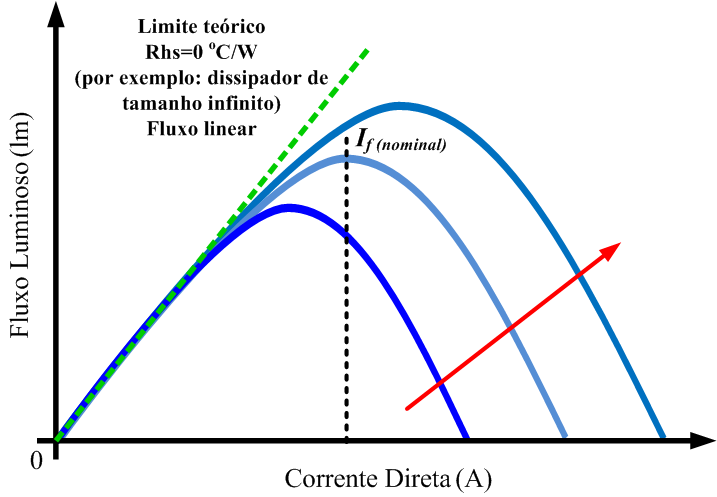 Limite teórico
Rhs=0 ºC/W
(por exemplo: dissipador de
tamanho infinito)
Fluxo linear
If (nominal)
Fluxo Luminoso (lm)
0
Corrente Direta (A)